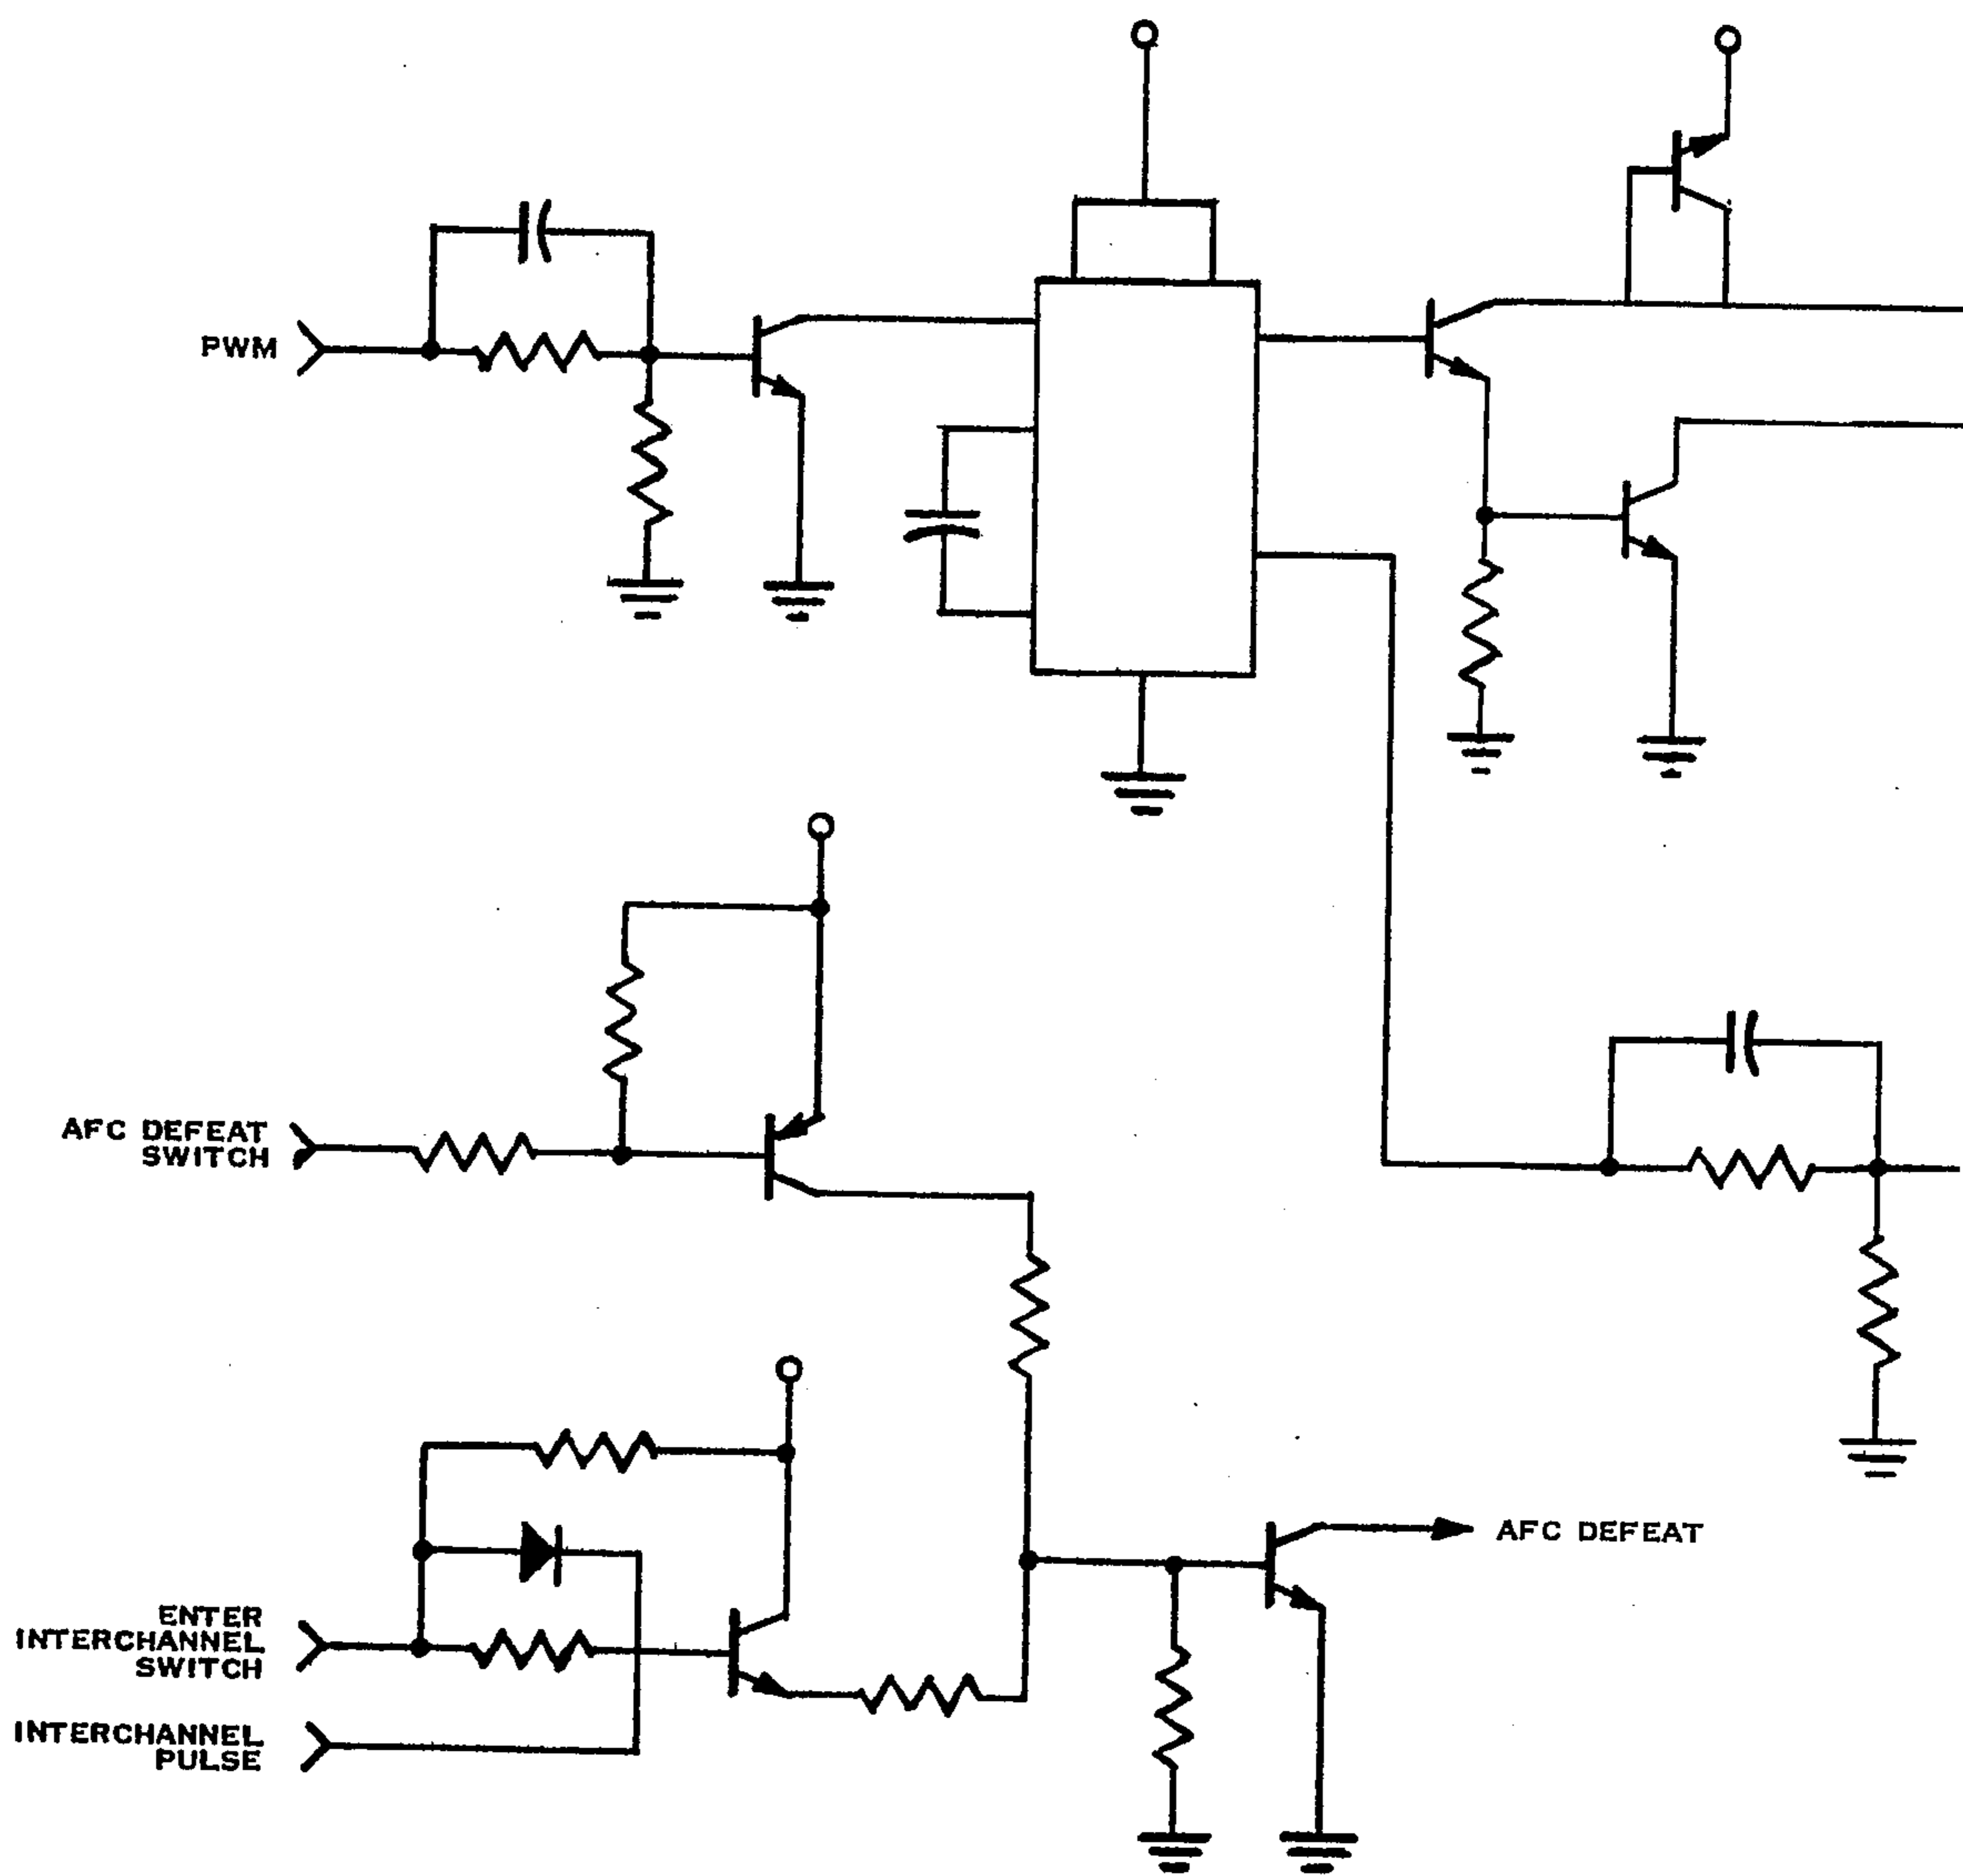 PWM
AFC DEFEAT
SWITCH
ENTER
INTERCHANNEL
SWITCH
INTERCHANNEL
PULSE
AFC DEFEAT